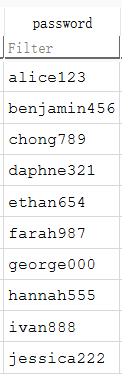 password
Filter
alice123
benjamin456
chong789
daphne321
ethan654
farah987
george000
hannah555
ivan888
jessica222